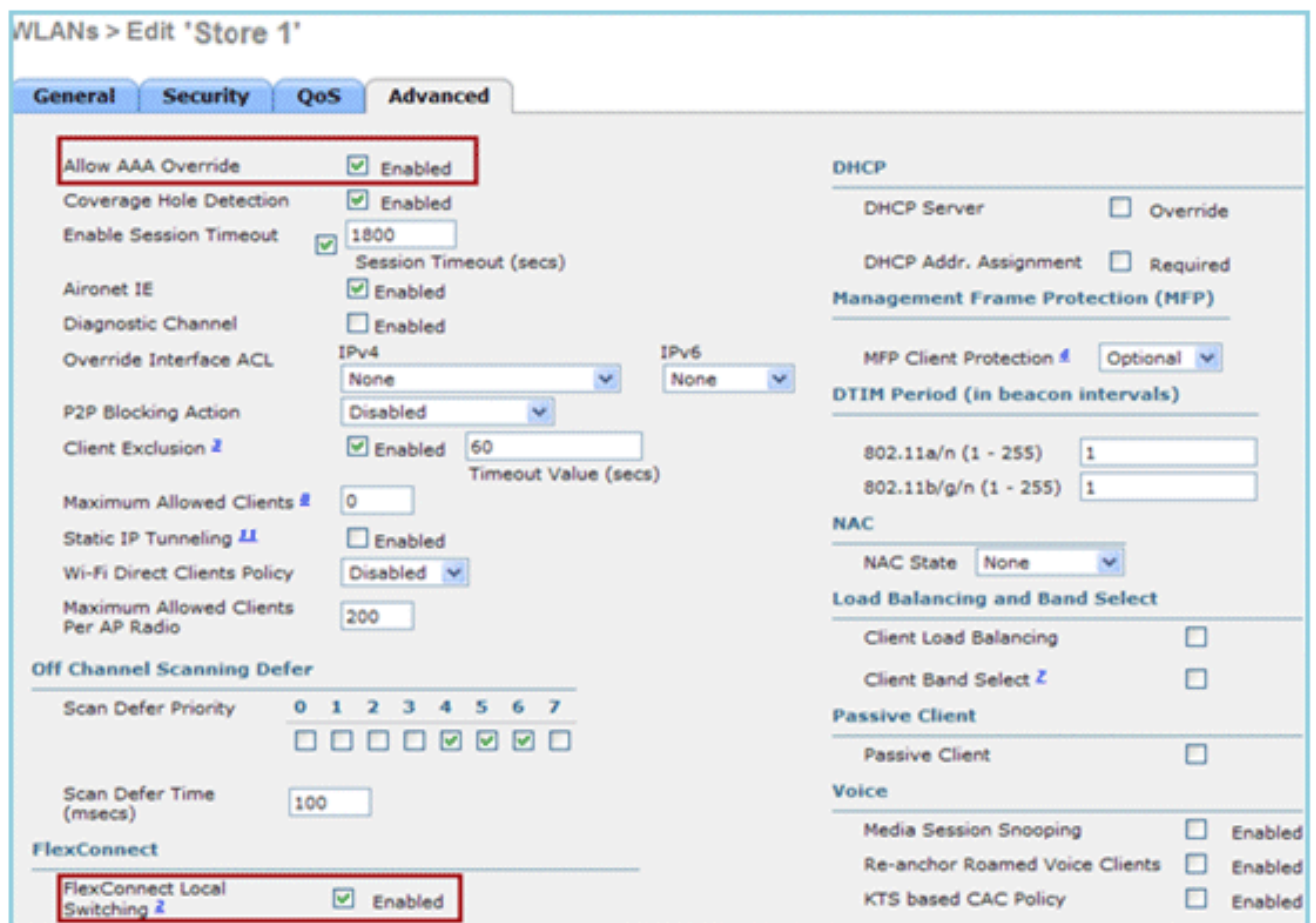 WLANs > Edit 'Store 1'
General Security QoS Advanced
Allow AAA Override Enabled
Coverage Hole Detection Enabled
Enable Session Timeout 1800
Session Timeout (secs)
Aironet IE Enabled
Diagnostic Channel Enabled
IPv4 IPv6
Override Interface ACL
None None
P2P Blocking Action Disabled
Client Exclusion 2 Enabled 60
Timeout Value (secs)
Maximum Allowed Clients 8 0
Static IP Tunneling 11 Enabled
Wi-Fi Direct Clients Policy Disabled
Maximum Allowed Clients
Per AP Radio 200
Off Channel Scanning Defer
Scan Defer Priority 0 1 2 3 4 5 6 7
Scan Defer Time
(msecs) 100
FlexConnect
FlexConnect Local
Switching 2 Enabled
DHCP
DHCP Server Override
DHCP Addr. Assignment Required
Management Frame Protection (MFP)
MFP Client Protection 4 Optional
DTIM Period (in beacon intervals)
802.11a/n (1 - 255) 1
802.11b/g/n (1 - 255) 1
NAC
NAC State None
Load Balancing and Band Select
Client Load Balancing
Client Band Select 7
Passive Client
Passive Client
Voice
Media Session Snooping Enabled
Re-anchor Roamed Voice Clients Enabled
KTS based CAC Policy Enabled